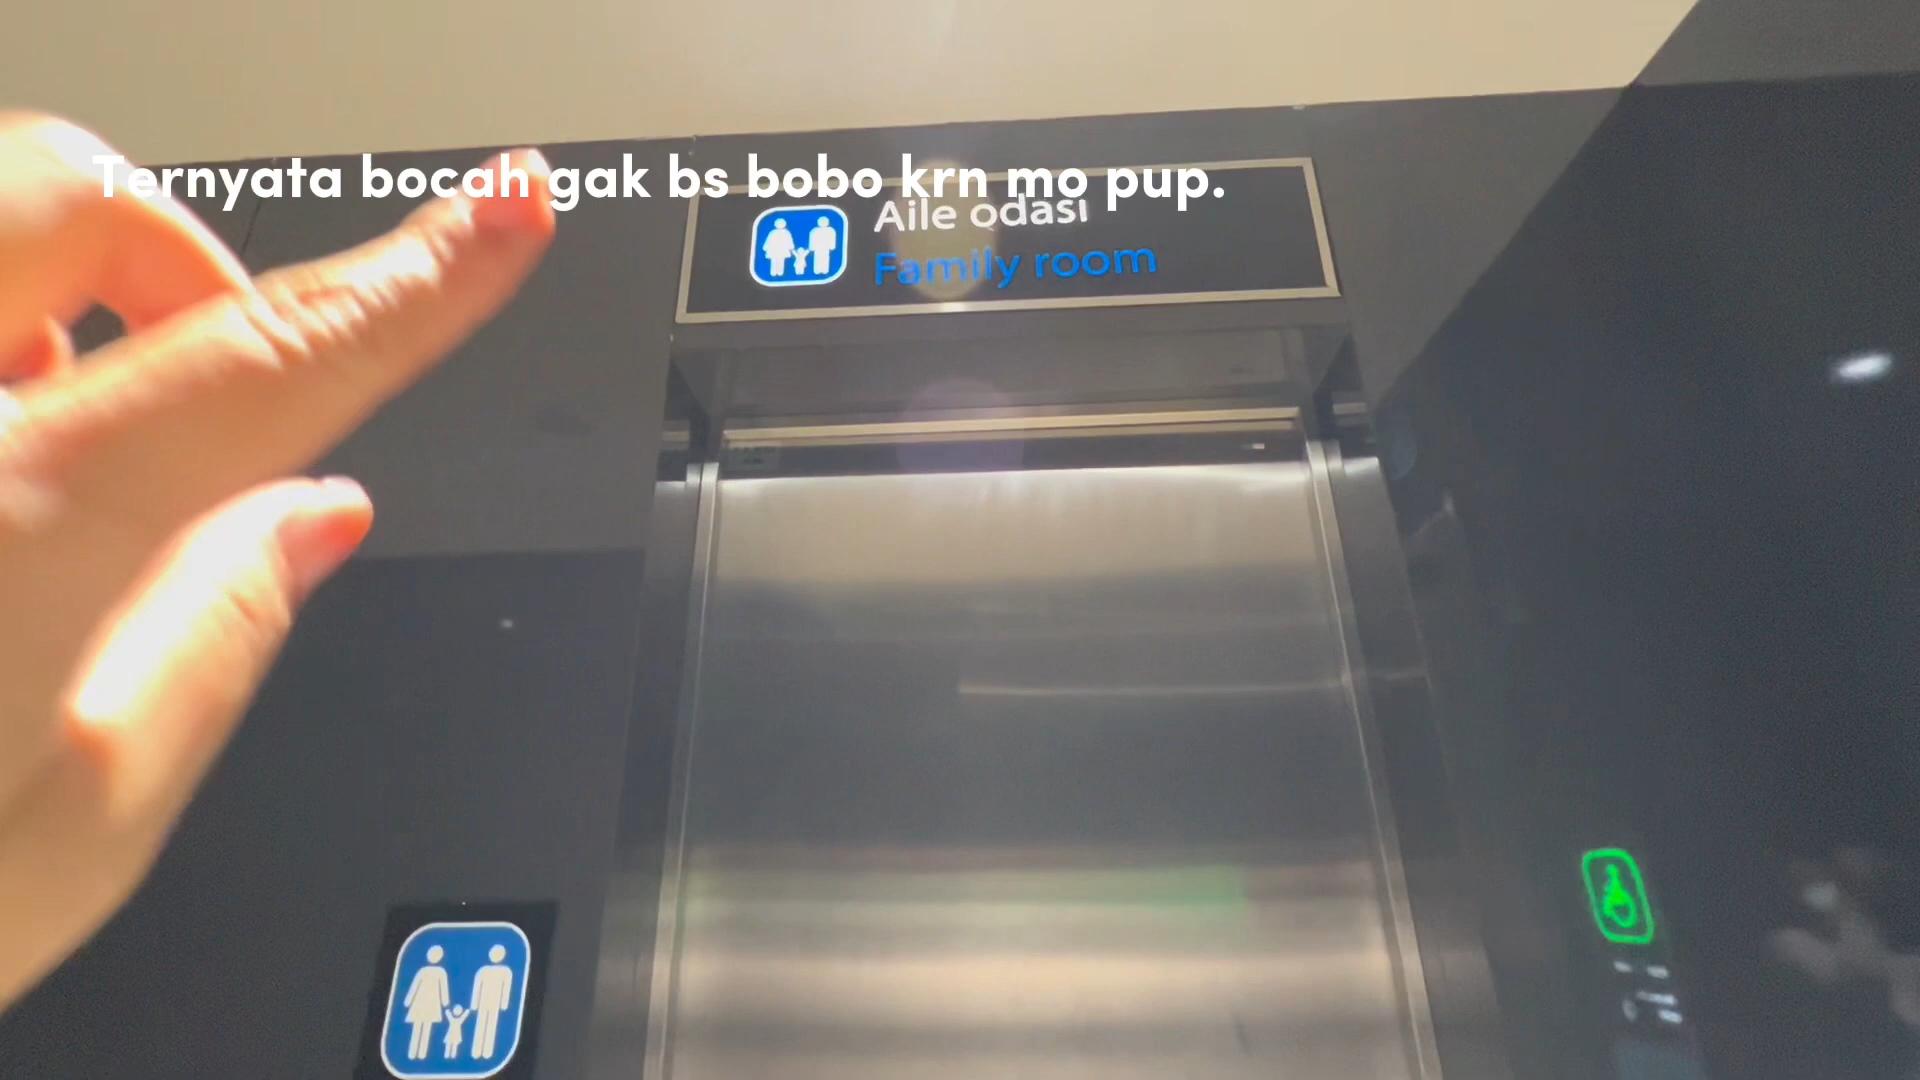 Ternyata bocah gak bs bobo krn mo pup.
Aile odası
Family room